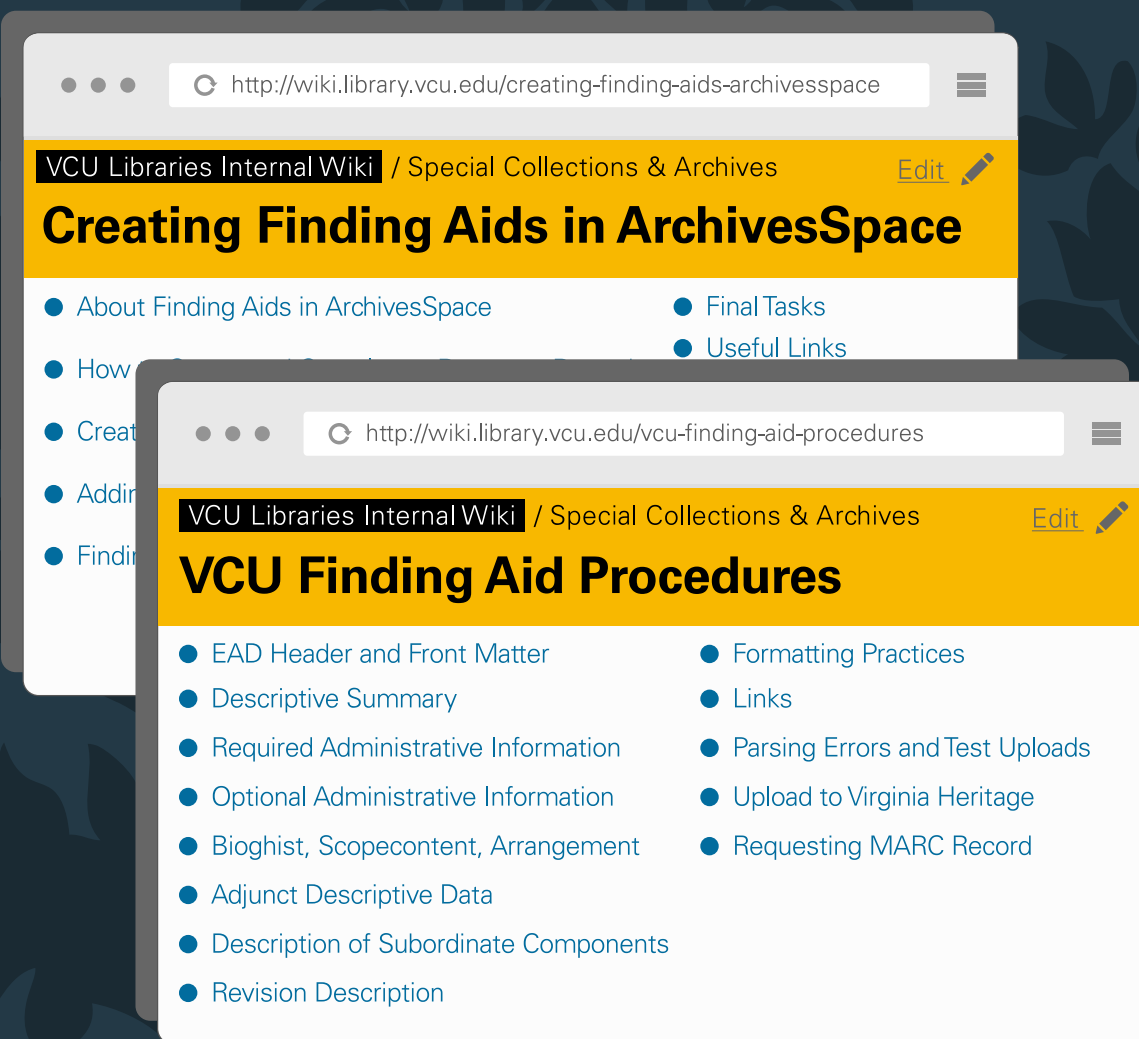 http://wiki.library.vcu.edu/creating-finding-aids-archivesspace
VCU Libraries Internal Wiki / Special Collections & Archives
Edit
Creating Finding Aids in ArchivesSpace
About Finding Aids in ArchivesSpace
How
Final Tasks
Useful Links
http://wiki.library.vcu.edu/vcu-finding-aid-procedures
VCU Libraries Internal Wiki / Special Collections & Archives
Edit
VCU Finding Aid Procedures
EAD Header and Front Matter
Descriptive Summary
Required Administrative Information
Optional Administrative Information
Bioghist, Scopecontent, Arrangement
Adjunct Descriptive Data
Description of Subordinate Components
Revision Description
Formatting Practices
Links
Parsing Errors and Test Uploads
Upload to Virginia Heritage
Requesting MARC Record